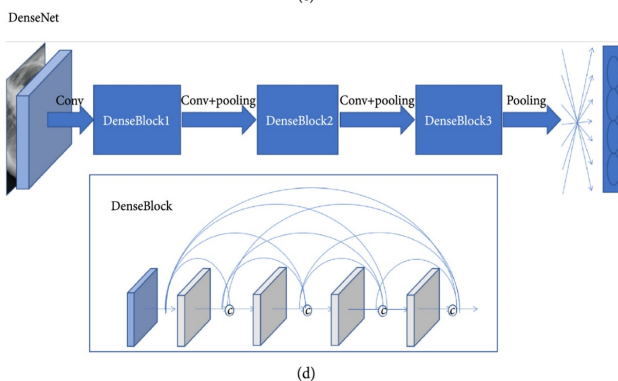 DenseNet
Conv
DenseBlock1
Conv+pooling
DenseBlock2
Conv+pooling
DenseBlock3
Pooling
DenseBlock
C
C
C
C
(d)